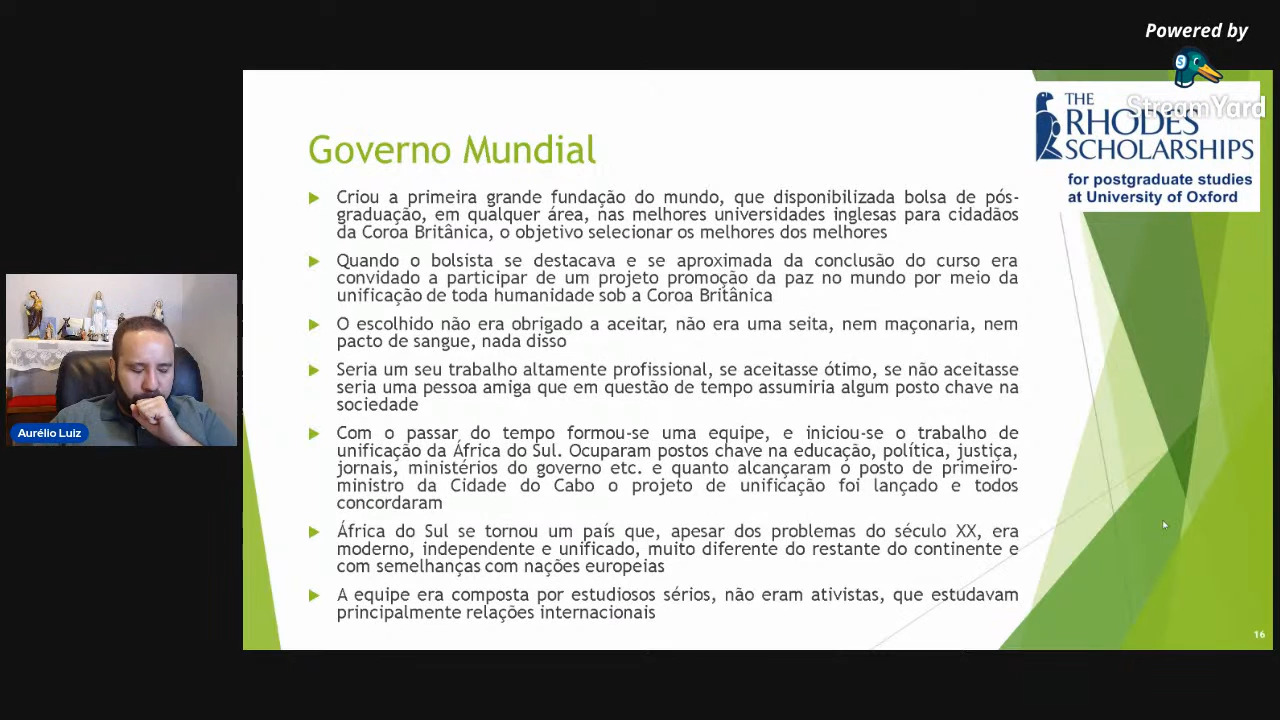 Powered by
StreamYard
THE
RHODES
SCHOLARSHIPS
for postgraduate studies
at University of Oxford
Governo Mundial
Criou a primeira grande fundação do mundo, que disponibilizada bolsa de pós-
graduação, em qualquer área, nas melhores universidades inglesas para cidadãos
da Coroa Britânica, o objetivo selecionar os melhores dos melhores
Quando o bolsista se destacava e se aproximada da conclusão do curso era
convidado a participar de um projeto promoção da paz no mundo por meio da
unificação de toda humanidade sob a Coroa Britânica
O escolhido não era obrigado a aceitar, não era uma seita, nem maçonaria, nem
pacto de sangue, nada disso
Seria um seu trabalho altamente profissional, se aceitasse ótimo, se não aceitasse
seria uma pessoa amiga que em questão de tempo assumiria algum posto chave na
sociedade
Com o passar do tempo formou-se uma equipe, e iniciou-se o trabalho de
unificação da África do Sul. Ocuparam postos chave na educação, política, justiça,
jornais, ministérios do governo etc. e quanto alcançaram o posto de primeiro-
ministro da Cidade do Cabo o projeto de unificação foi lançado e todos
concordaram
África do Sul se tornou um país que, apesar dos problemas do século XX, era
moderno, independente e unificado, muito diferente do restante do continente e
com semelhanças com nações europeias
A equipe era composta por estudiosos sérios, não eram ativistas, que estudavam
principalmente relações internacionais
16
Aurélio Luiz